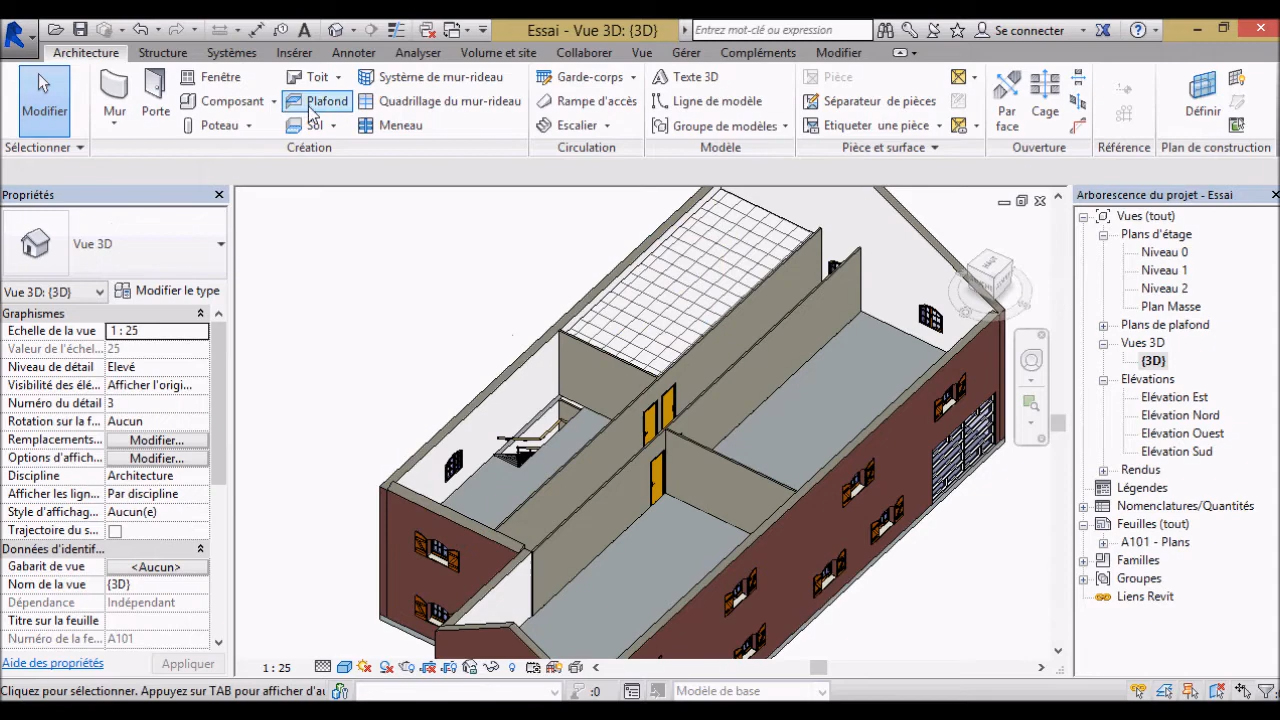 Essai - Vue 3D: {3D}
Entrez mot-clé ou expression
Se connecter
Architecture Structure Systèmes Insérer Annoter Analyser Volume et site Collaborer Vue Gérer Compléments Modifier
Modifier
Sélectionner
Mur
Porte
Fenêtre
Composant
Poteau
Toit
Plafond
Sol
Système de mur-rideau
Quadrillage du mur-rideau
Meneau
Création
Garde-corps
Rampe d'accès
Escalier
Circulation
Texte 3D
Ligne de modèle
Groupe de modèles
Modèle
Pièce
Séparateur de pièces
Etiqueter une pièce
Pièce et surface
Par face
Cage
Ouverture
Référence
Définir
Plan de construction
Propriétés
Vue 3D
Vue 3D: {3D}
Modifier le type
Graphismes
Echelle de la vue 1 : 25
Valeur de l'échel... 25
Niveau de détail Elevé
Visibilité des élé... Afficher l'origi...
Numéro du détail 3
Rotation sur la f... Aucun
Remplacements... Modifier...
Options d'affich... Modifier...
Discipline Architecture
Afficher les lign... Par discipline
Style d'affichag... Aucun(e)
Trajectoire du s...
Données d'identif...
Gabarit de vue <Aucun>
Nom de la vue {3D}
Dépendance Indépendant
Titre sur la feuille
Numéro de la fe... A101
Aide des propriétés
Appliquer
1 : 25
Arborescence du projet - Essai
Vues (tout)
Plans d'étage
Niveau 0
Niveau 1
Niveau 2
Plan Masse
Plans de plafond
Vues 3D
{3D}
Elévations
Elévation Est
Elévation Nord
Elévation Ouest
Elévation Sud
Rendus
Légendes
Nomenclatures/Quantités
Feuilles (tout)
A101 - Plans
Familles
Groupes
Liens Revit
Cliquez pour sélectionner. Appuyez sur TAB pour afficher d'au
:0
Modèle de base